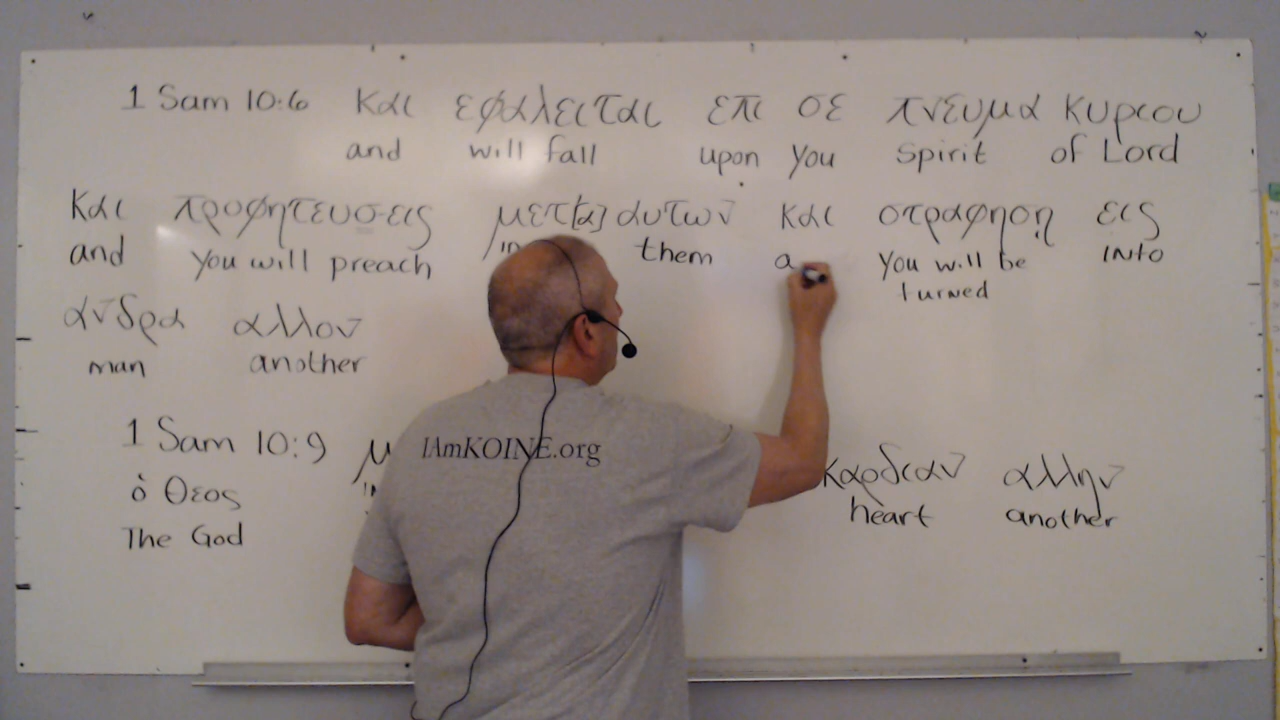 1 Sam 10:6 και εφαλειται επι σε πνευμα κυριου
and will fall upon you spirit of Lord
και προφητευσεις μετ[α] αυτων και στραφηση εις
and you will preach them a you will be into
turned
ανδρα αλλον
man another
1 Sam 10:9 μ καρδιαν αλλην
ὁ Θεος heart another
The God
IAmKOINE.org